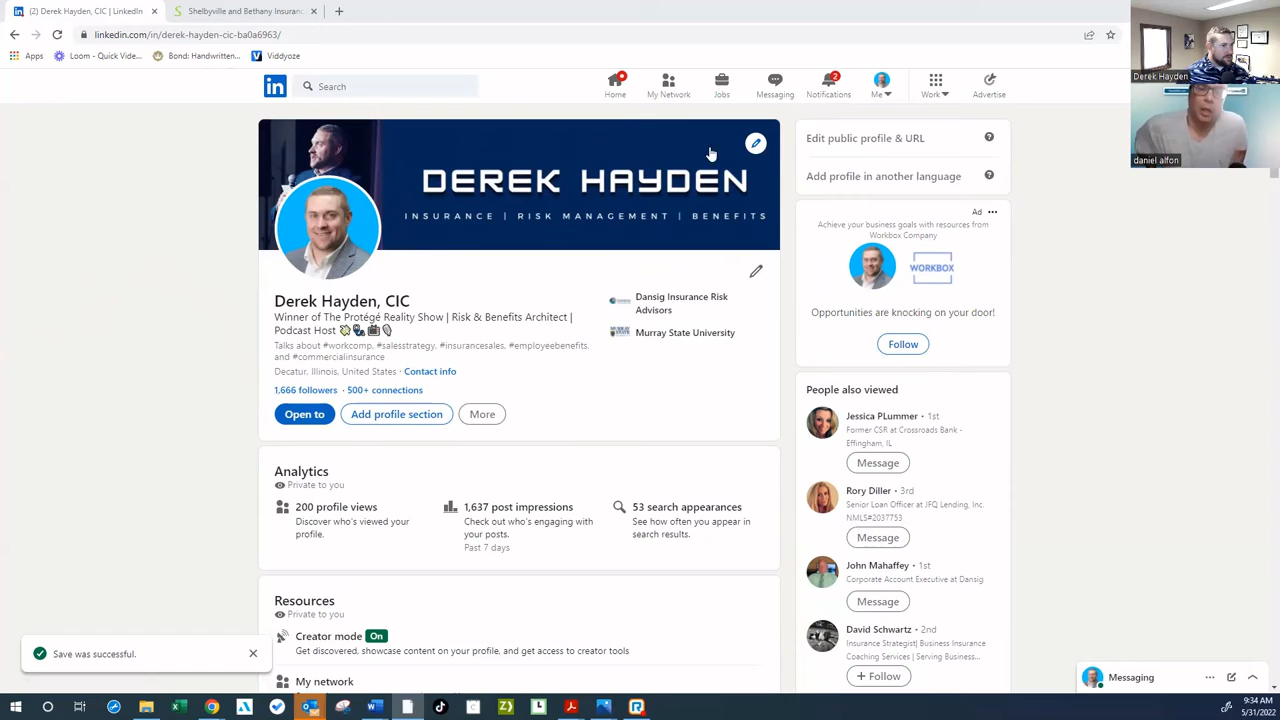 (2) Derek Hayden, CIC | LinkedIn
Shelbyville and Bethany Insuranc
linkedin.com/in/derek-hayden-cic-ba0a6963/
Apps
Loom - Quick Vide...
Bond: Handwritten...
Viddyoze
Derek Hayden
daniel alfon
in
Search
Home
My Network
Jobs
Messaging
2
Notifications
Me
Work
Advertise
DEREK HAYDEN
INSURANCE | RISK MANAGEMENT | BENEFITS
Derek Hayden, CIC
Winner of The Protégé Reality Show | Risk & Benefits Architect |
Podcast Host
Talks about #workcomp, #salesstrategy, #insurancesales, #employeebenefits,
and #commercialinsurance
Decatur, Illinois, United States · Contact info
1,666 followers · 500+ connections
Open to
Add profile section
More
Dansig Insurance Risk
Advisors
Murray State University
Analytics
Private to you
200 profile views
Discover who's viewed your
profile.
1,637 post impressions
Check out who's engaging with
your posts.
Past 7 days
53 search appearances
See how often you appear in
search results.
Resources
Private to you
Creator mode On
Get discovered, showcase content on your profile, and get access to creator tools
My network
Edit public profile & URL
Add profile in another language
Ad
Achieve your business goals with resources from
Workbox Company
WORKBOX
Opportunities are knocking on your door!
Follow
People also viewed
Jessica PLummer · 1st
Former CSR at Crossroads Bank -
Effingham, IL
Message
Rory Diller · 3rd
Senior Loan Officer at JFQ Lending, Inc.
NMLS#2037753
Message
John Mahaffey · 1st
Corporate Account Executive at Dansig
Message
David Schwartz · 2nd
Insurance Strategist| Business Insurance
Coaching Services | Serving Business...
+ Follow
Save was successful.
Messaging
9:34 AM
5/31/2022